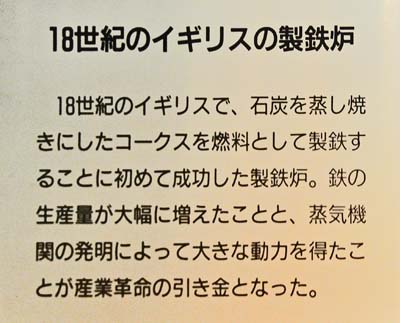 18世紀のイギリスの製鉄炉
18世紀のイギリスで、石炭を蒸し焼
きにしたコークスを燃料として製鉄す
ることに初めて成功した製鉄炉。鉄の
生産量が大幅に増えたことと、蒸気機
関の発明によって大きな動力を得たこ
とが産業革命の引き金となった。